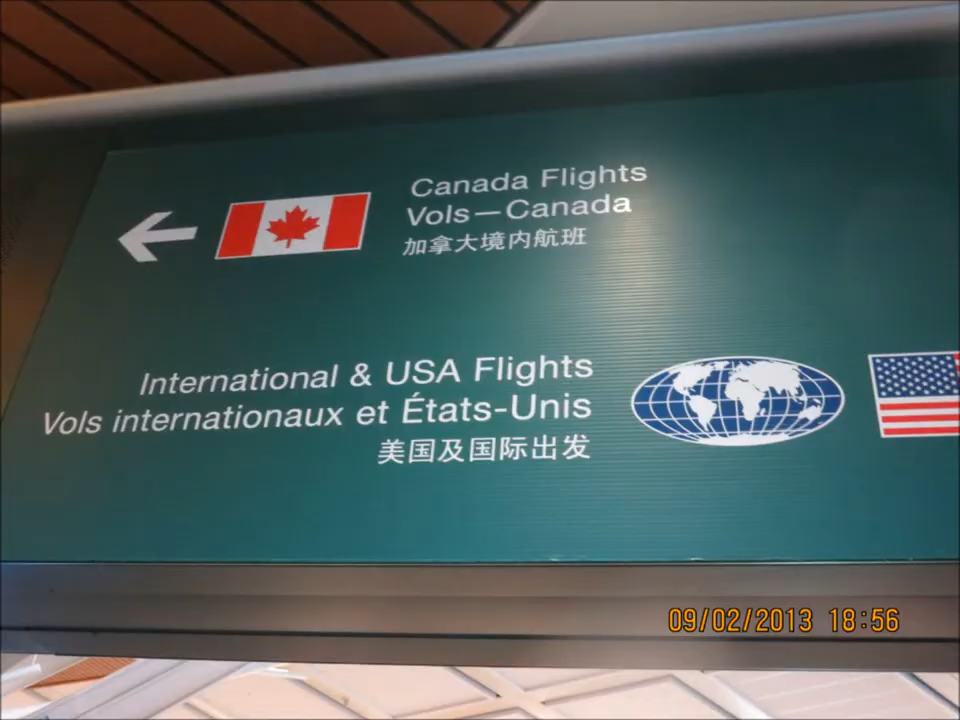 Canada Flights
Vols—Canada
加拿大境内航班
International & USA Flights
Vols internationaux et États-Unis
美国及国际出发
09/02/2013 18:56